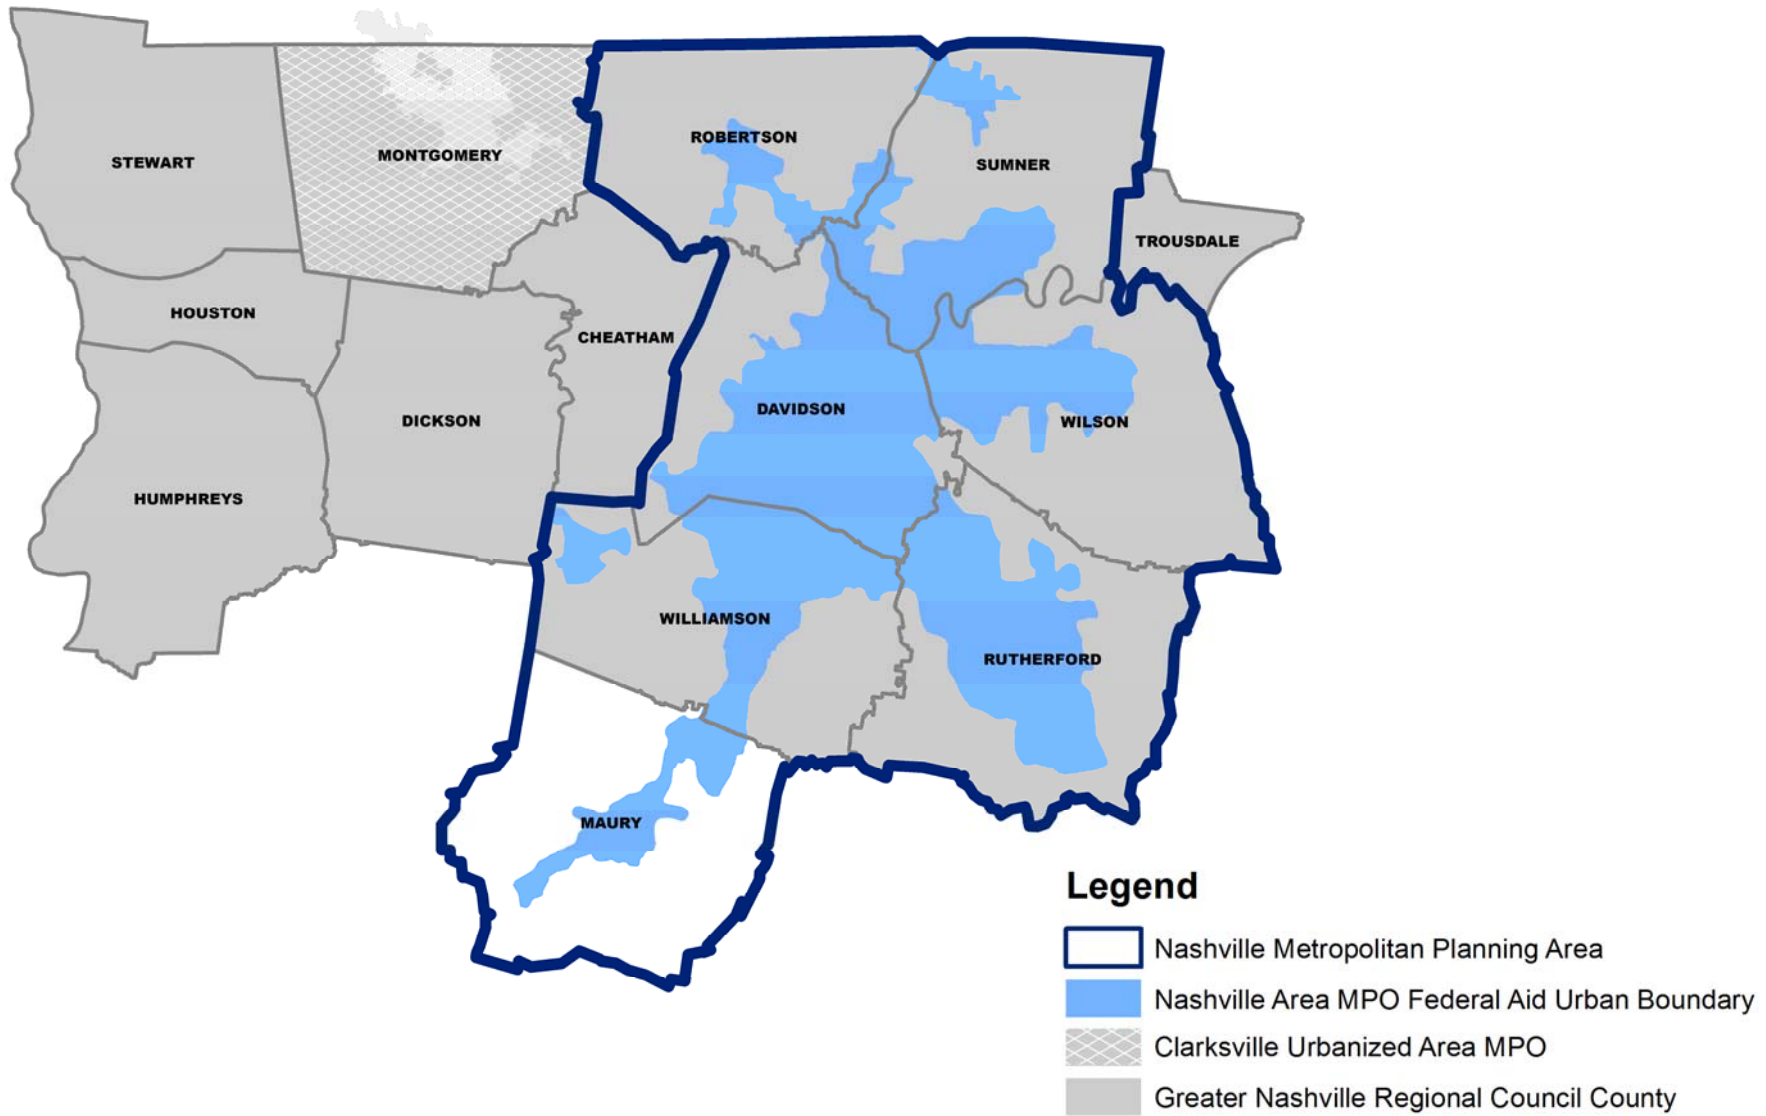 ROBERTSON
STEWART
MONTGOMERY
SUMNER
TROUSDALE
HOUSTON
CHEATHAM
DAVIDSON
DICKSON
WILSON
HUMPHREYS
WILLIAMSON
RUTHERFORD
MAURY
Legend
Nashville Metropolitan Planning Area
Nashville Area MPO Federal Aid Urban Boundary
Clarksville Urbanized Area MPO
Greater Nashville Regional Council County